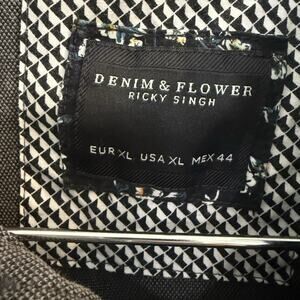 DENIM & FLOWER
RICKY SINGH
EUR XL USA XL MEX 44